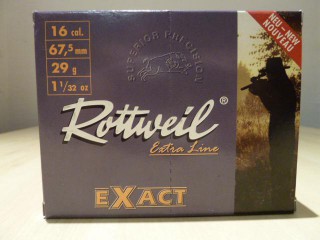 16 cal.
67,5 mm
29 g
1 1/32 oz
SUPERIOR PRECISION
NEU - NEW
NOUVEAU
Rottweil®
Extra Line
EXACT